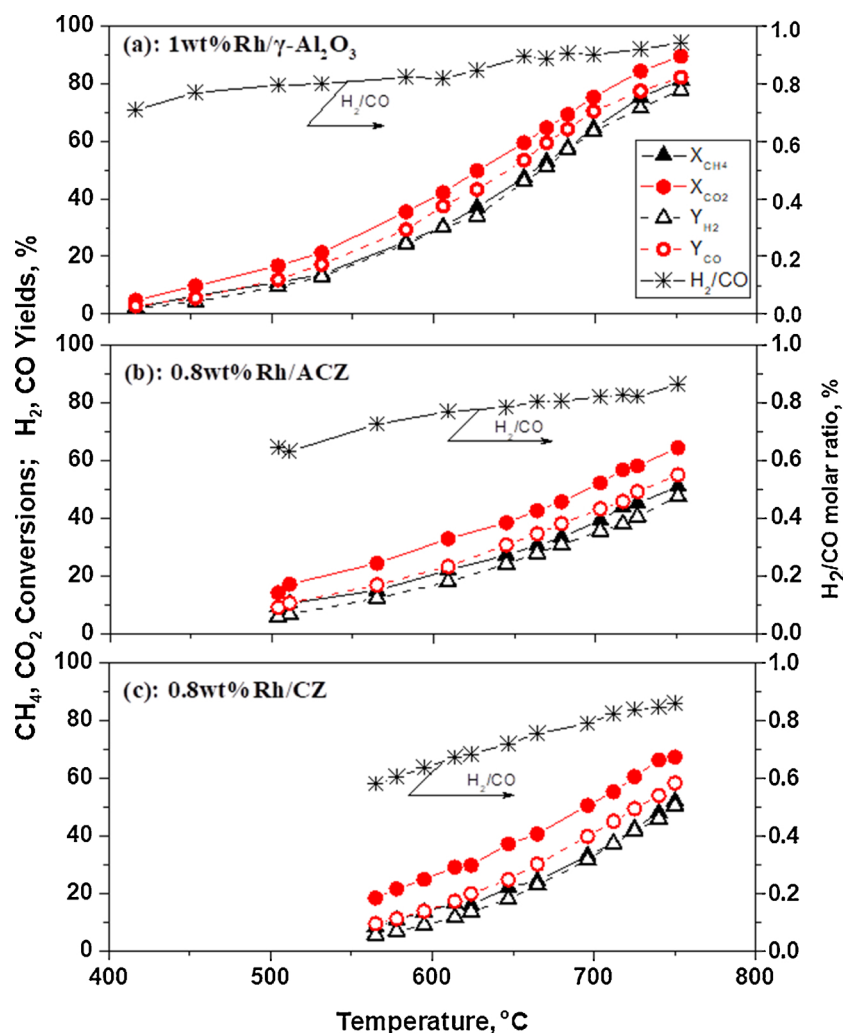 CH₄, CO₂ Conversions; H₂, CO Yields, %
H₂/CO molar ratio, %
(a): 1wt%Rh/γ-Al₂O₃
100
80
60
40
20
0
1.0
0.8
0.6
0.4
0.2
0.0
H₂/CO
X_CH4
X_CO2
Y_H2
Y_CO
H₂/CO
(b): 0.8wt%Rh/ACZ
100
80
60
40
20
0
1.0
0.8
0.6
0.4
0.2
0.0
H₂/CO
(c): 0.8wt%Rh/CZ
100
80
60
40
20
0
1.0
0.8
0.6
0.4
0.2
0.0
H₂/CO
400 500 600 700 800
Temperature, °C